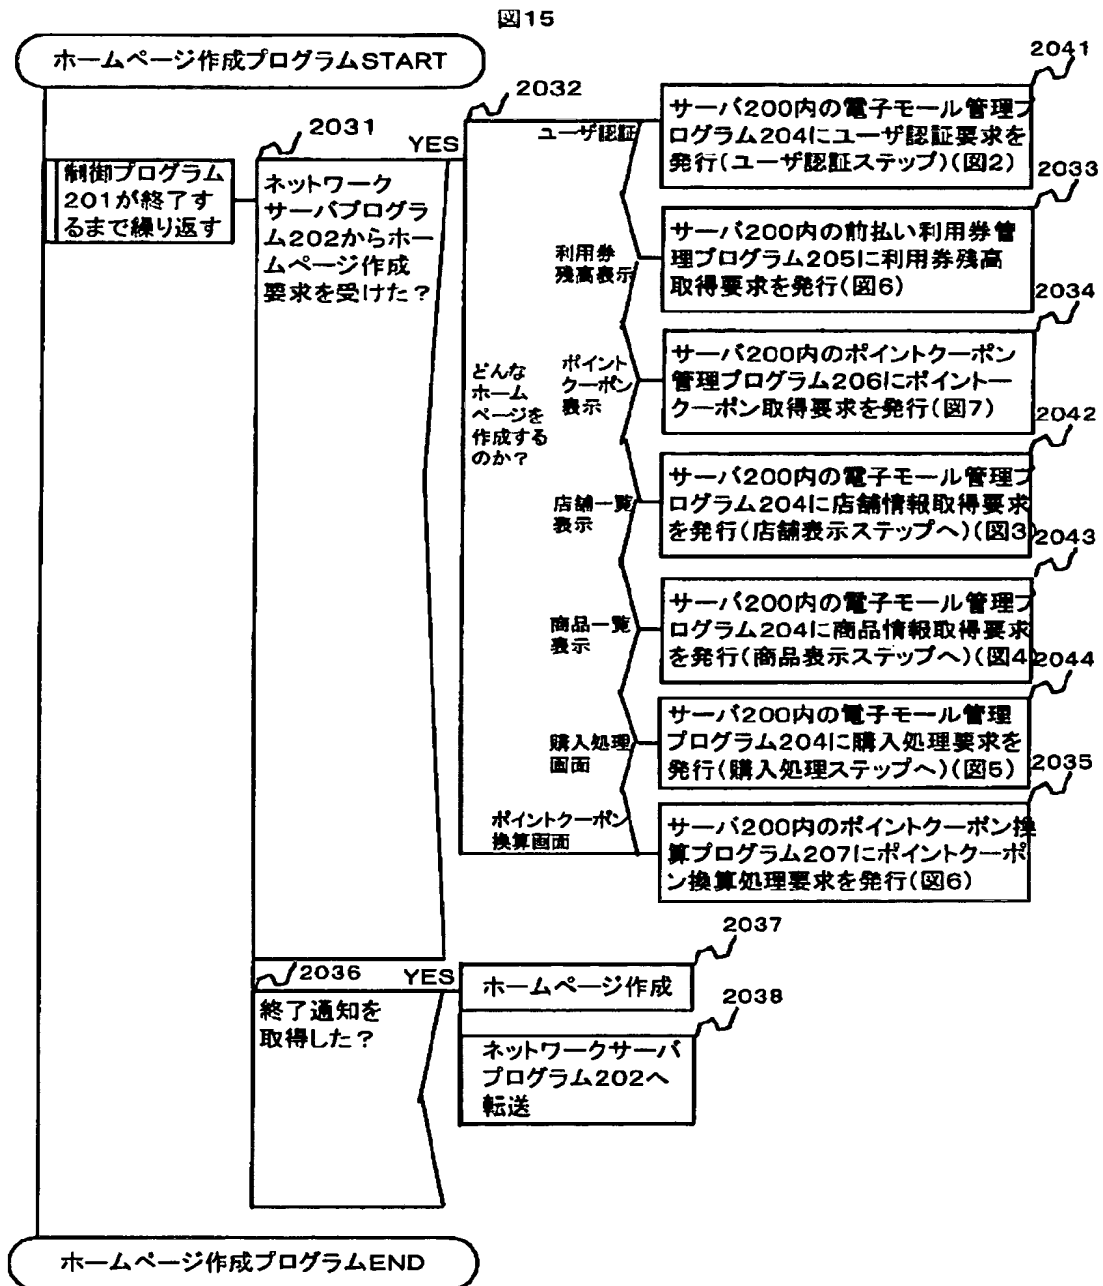 図15
ホームページ作成プログラムSTART
制御プログラム
201が終了す
るまで繰り返す
2031
YES
ネットワーク
サーバプログラ
ム202からホー
ムページ作成
要求を受けた？
2032
どんな
ホーム
ページを
作成する
のか？
ユーザ認証
2041
サーバ200内の電子モール管理プ
ログラム204にユーザ認証要求を
発行(ユーザ認証ステップ)(図2)
利用券
残高表示
2033
サーバ200内の前払い利用券管
理プログラム205に利用券残高
取得要求を発行(図6)
ポイント
クーポン
表示
2034
サーバ200内のポイントクーポン
管理プログラム206にポイントー
クーポン取得要求を発行(図7)
店舗一覧
表示
2042
サーバ200内の電子モール管理プ
ログラム204に店舗情報取得要求
を発行(店舗表示ステップへ)(図3)
商品一覧
表示
2043
サーバ200内の電子モール管理プ
ログラム204に商品情報取得要求
を発行(商品表示ステップへ)(図4)
購入処理
画面
2044
サーバ200内の電子モール管理
プログラム204に購入処理要求を
発行(購入処理ステップへ)(図5)
ポイントクーポン
換算画面
2035
サーバ200内のポイントクーポン換
算プログラム207にポイントクーポ
ン換算処理要求を発行(図6)
2036
YES
終了通知を
取得した？
2037
ホームページ作成
2038
ネットワークサーバ
プログラム202へ
転送
ホームページ作成プログラムEND